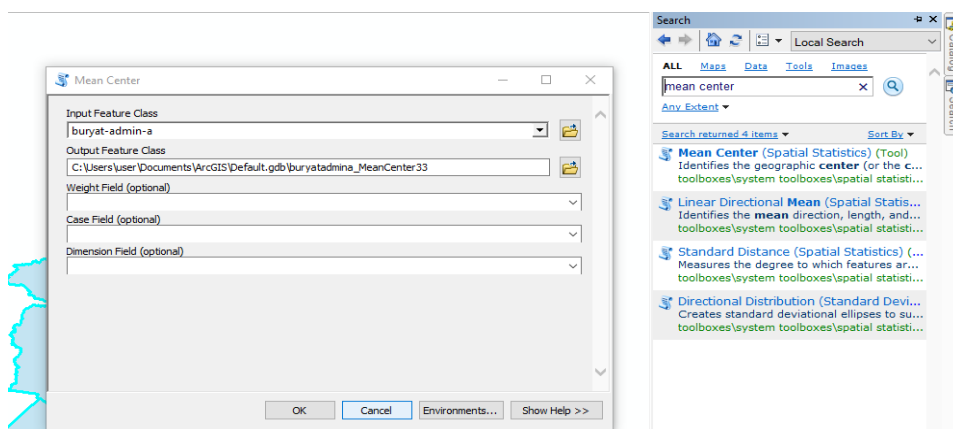 Mean Center
Input Feature Class
buryat-admin-a
Output Feature Class
C:\Users\user\Documents\ArcGIS\Default.gdb\buryatadmina_MeanCenter33
Weight Field (optional)
Case Field (optional)
Dimension Field (optional)
OK Cancel Environments... Show Help >>
Search
Local Search
ALL Maps Data Tools Images
mean center
Any Extent
Search returned 4 items Sort By
Mean Center (Spatial Statistics) (Tool)
Identifies the geographic center (or the c...
toolboxes\system toolboxes\spatial statisti...
Linear Directional Mean (Spatial Statis...
Identifies the mean direction, length, and...
toolboxes\system toolboxes\spatial statisti...
Standard Distance (Spatial Statistics) (...
Measures the degree to which features ar...
toolboxes\system toolboxes\spatial statisti...
Directional Distribution (Standard Devi...
Creates standard deviational ellipses to su...
toolboxes\system toolboxes\spatial statisti...
Catalog
Search